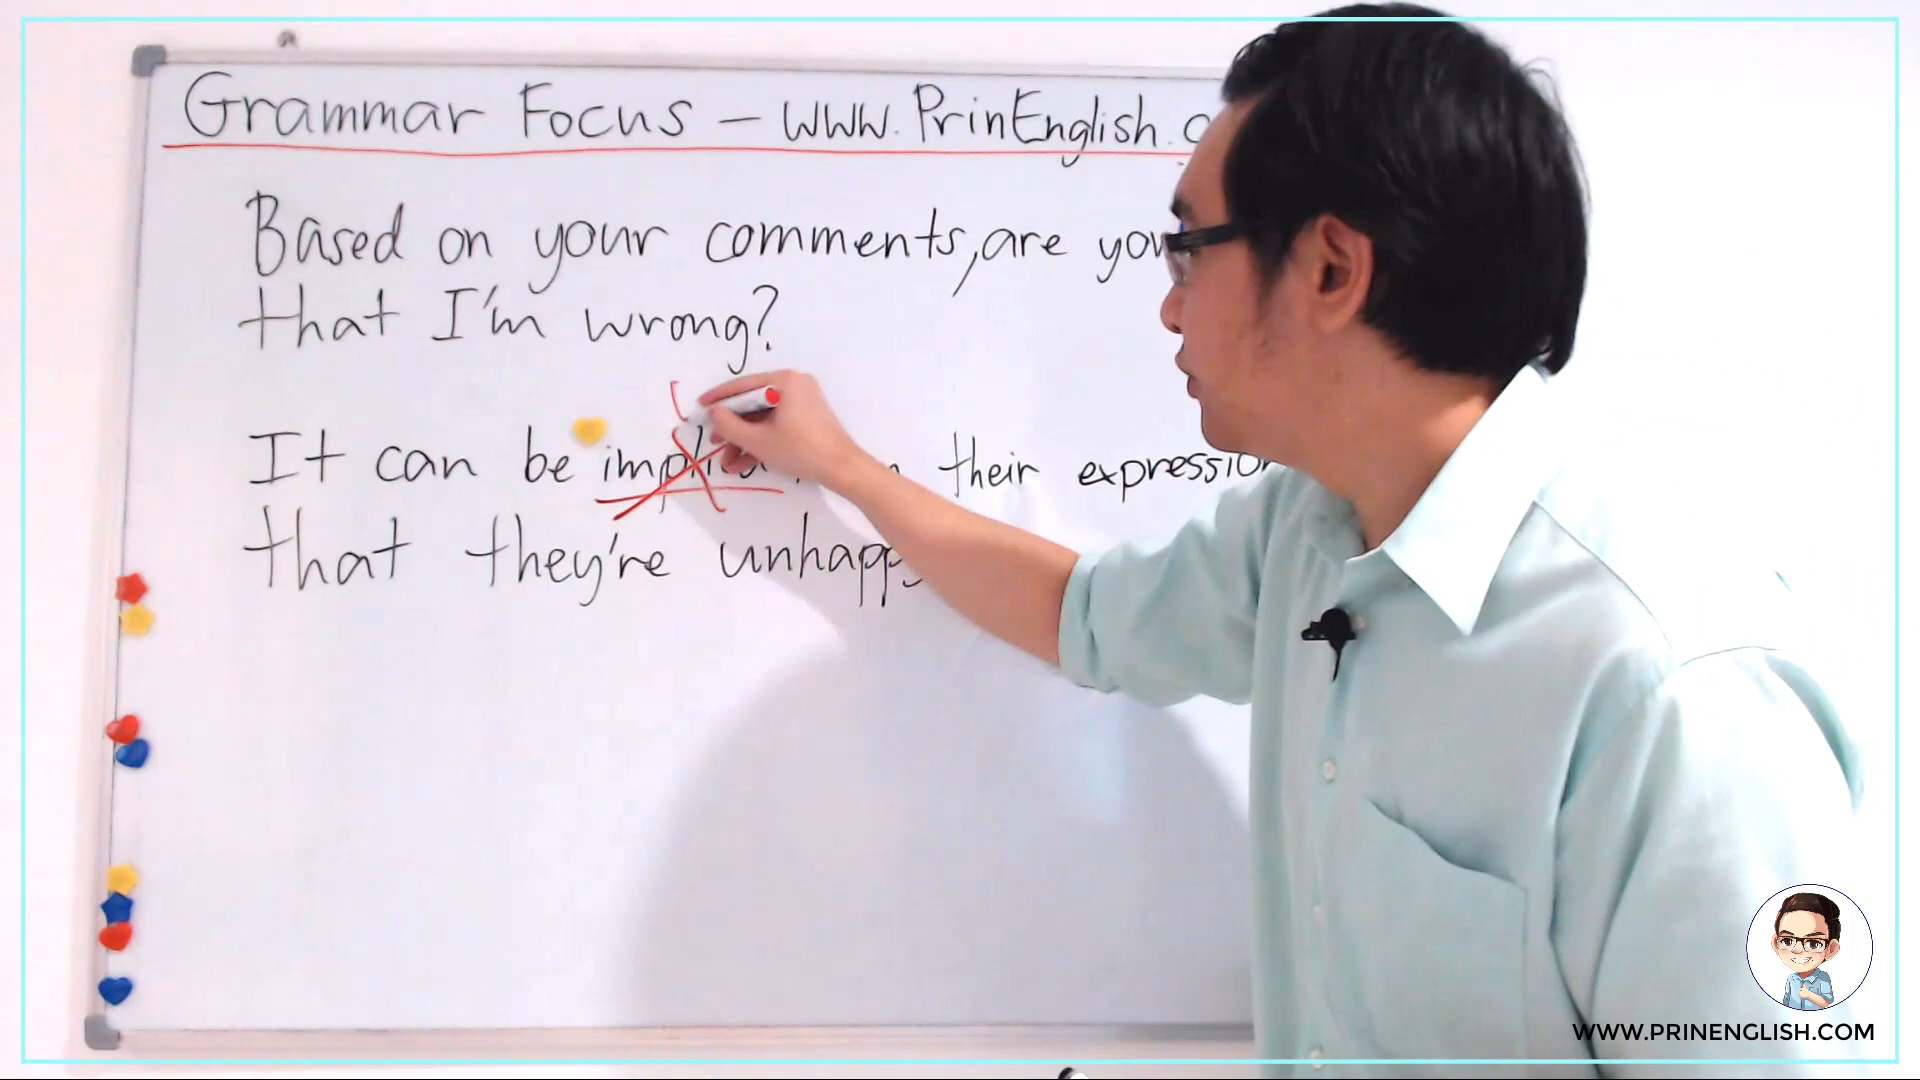 Grammar Focus – www.PrinEnglish.
Based on your comments, are you
that I'm wrong?
It can be their expression
that they're unhappy
WWW.PRINENGLISH.COM